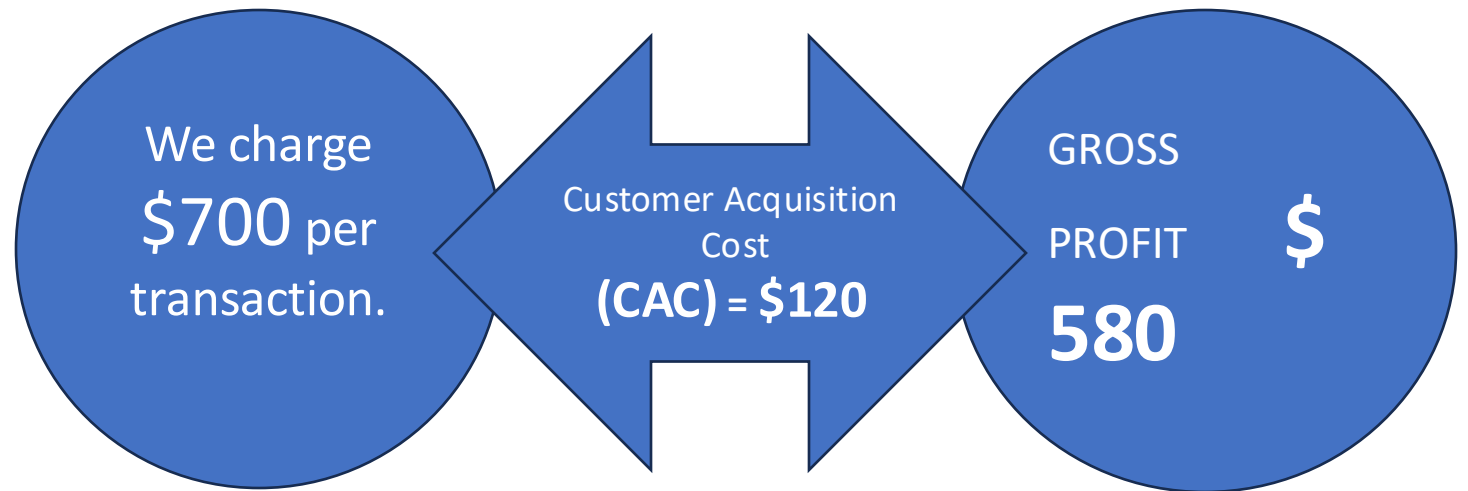 We charge
$700 per
transaction.
Customer Acquisition
Cost
(CAC) = $120
GROSS
PROFIT $
580